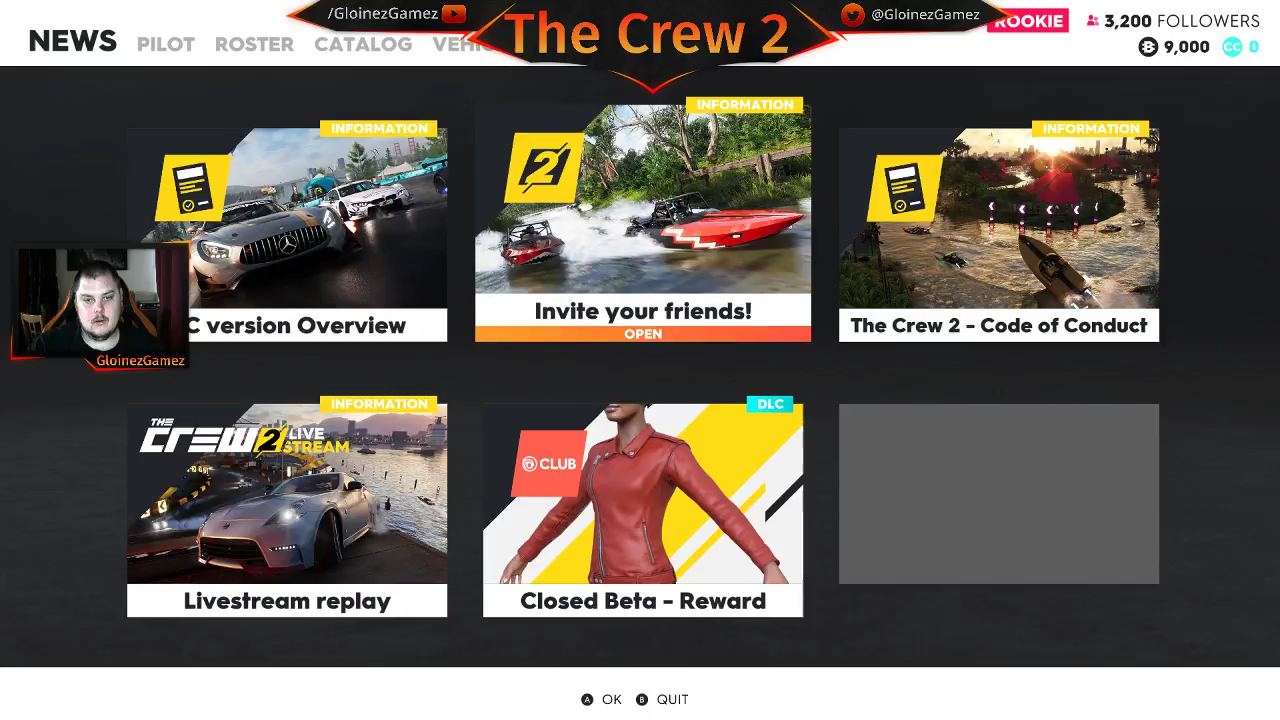 /GloinezGamez
The Crew 2
@GloinezGamez
ROOKIE
3,200 FOLLOWERS
NEWS PILOT ROSTER CATALOG
9,000 CC 0
INFORMATION
C version Overview
INFORMATION
2
Invite your friends!
OPEN
INFORMATION
The Crew 2 - Code of Conduct
GloinezGamez
INFORMATION
THE CREW 2 LIVE STREAM
Livestream replay
DLC
CLUB
Closed Beta - Reward
A OK B QUIT